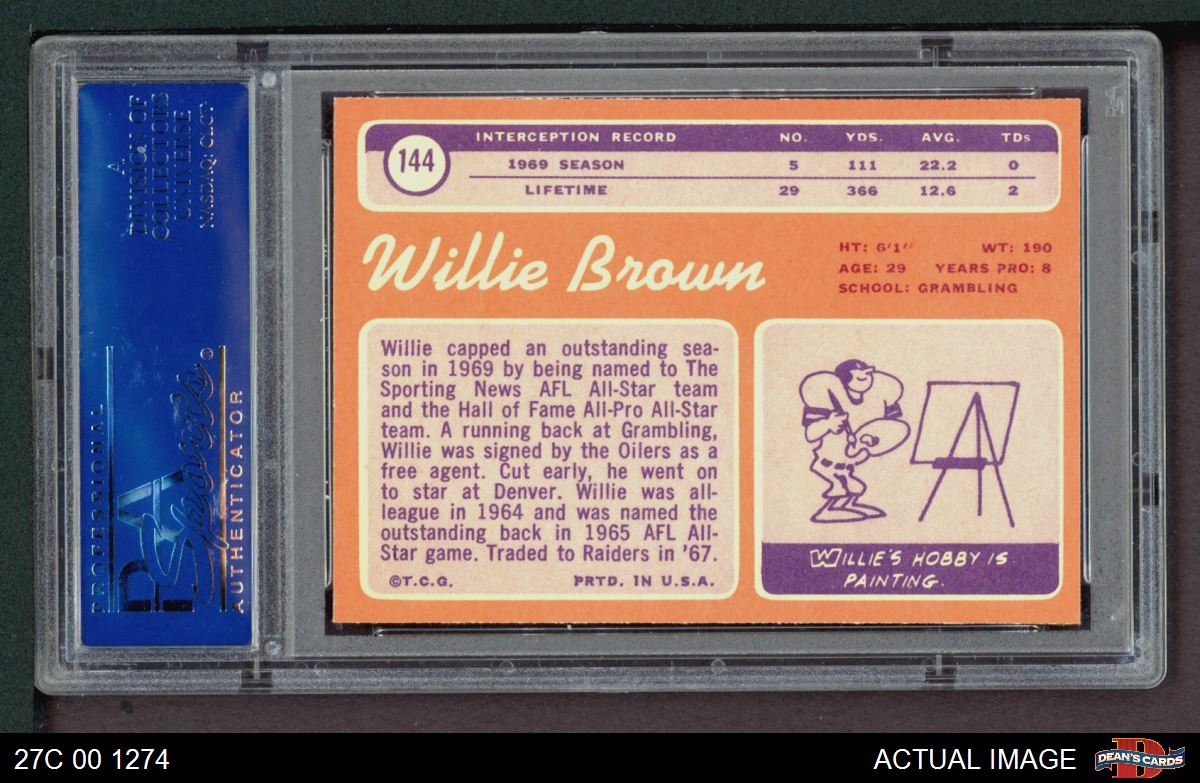 A
DIVISION OF
COLLECTORS
UNIVERSE
NASDAQ: CLCT
PROFESSIONAL
PSA
Sports®
AUTHENTICATOR
144
INTERCEPTION RECORD NO. YDS. AVG. TDs
1969 SEASON 5 111 22.2 0
LIFETIME 29 366 12.6 2
Willie Brown
HT: 6'1" WT: 190
AGE: 29 YEARS PRO: 8
SCHOOL: GRAMBLING
Willie capped an outstanding sea-
son in 1969 by being named to The
Sporting News AFL All-Star team
and the Hall of Fame All-Pro All-Star
team. A running back at Grambling,
Willie was signed by the Oilers as a
free agent. Cut early, he went on
to star at Denver. Willie was all-
league in 1964 and was named the
outstanding back in 1965 AFL All-
Star game. Traded to Raiders in '67.
©T.C.G. PRTD. IN U.S.A.
WILLIE'S HOBBY IS
PAINTING.
27C 00 1274
ACTUAL IMAGE
D
DEAN'S CARDS